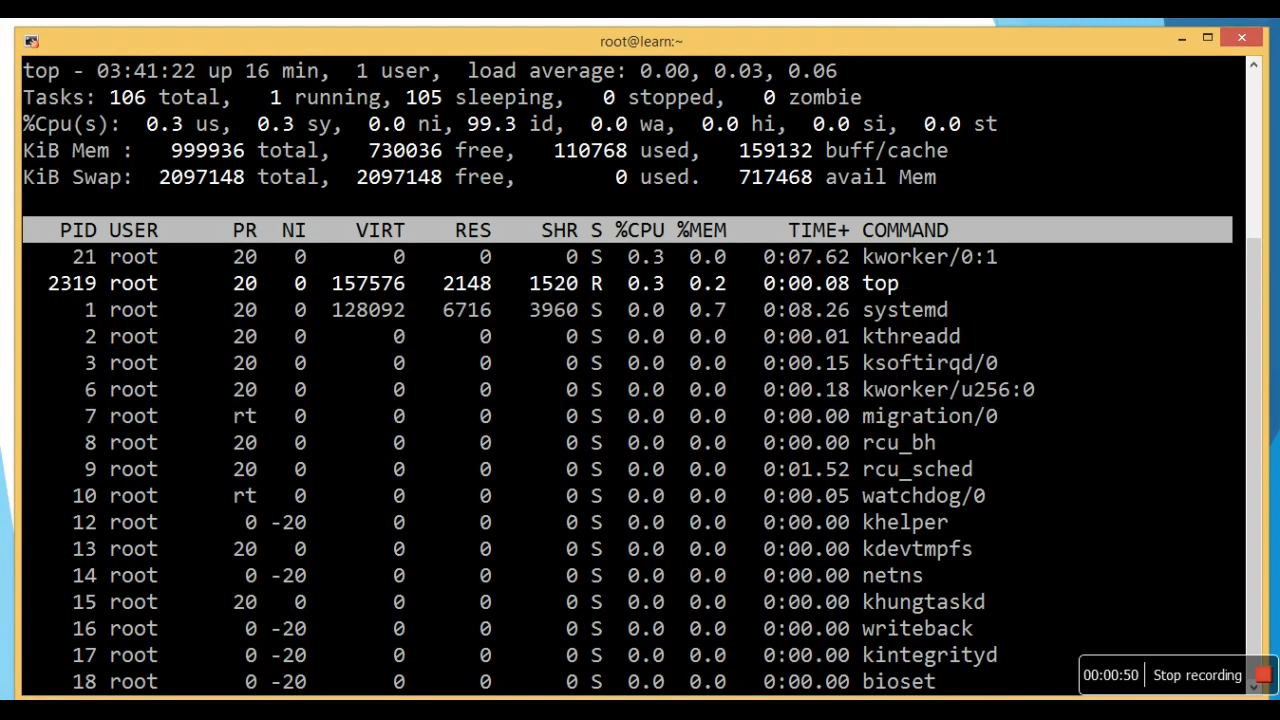 root@learn:~
top - 03:41:22 up 16 min,  1 user,  load average: 0.00, 0.03, 0.06
Tasks: 106 total,   1 running, 105 sleeping,   0 stopped,   0 zombie
%Cpu(s):  0.3 us,  0.3 sy,  0.0 ni, 99.3 id,  0.0 wa,  0.0 hi,  0.0 si,  0.0 st
KiB Mem :   999936 total,   730036 free,   110768 used,   159132 buff/cache
KiB Swap:  2097148 total,  2097148 free,        0 used.   717468 avail Mem
PID USER      PR  NI    VIRT    RES    SHR S %CPU %MEM     TIME+ COMMAND
21 root      20   0       0      0      0 S  0.3  0.0   0:07.62 kworker/0:1
2319 root      20   0  157576   2148   1520 R  0.3  0.2   0:00.08 top
1 root      20   0  128092   6716   3960 S  0.0  0.7   0:08.26 systemd
2 root      20   0       0      0      0 S  0.0  0.0   0:00.01 kthreadd
3 root      20   0       0      0      0 S  0.0  0.0   0:00.15 ksoftirqd/0
6 root      20   0       0      0      0 S  0.0  0.0   0:00.18 kworker/u256:0
7 root      rt   0       0      0      0 S  0.0  0.0   0:00.00 migration/0
8 root      20   0       0      0      0 S  0.0  0.0   0:00.00 rcu_bh
9 root      20   0       0      0      0 S  0.0  0.0   0:01.52 rcu_sched
10 root      rt   0       0      0      0 S  0.0  0.0   0:00.05 watchdog/0
12 root       0 -20       0      0      0 S  0.0  0.0   0:00.00 khelper
13 root      20   0       0      0      0 S  0.0  0.0   0:00.00 kdevtmpfs
14 root       0 -20       0      0      0 S  0.0  0.0   0:00.00 netns
15 root      20   0       0      0      0 S  0.0  0.0   0:00.00 khungtaskd
16 root       0 -20       0      0      0 S  0.0  0.0   0:00.00 writeback
17 root       0 -20       0      0      0 S  0.0  0.0   0:00.00 kintegrityd
18 root       0 -20       0      0      0 S  0.0  0.0   0:00.00 bioset
00:00:50 Stop recording